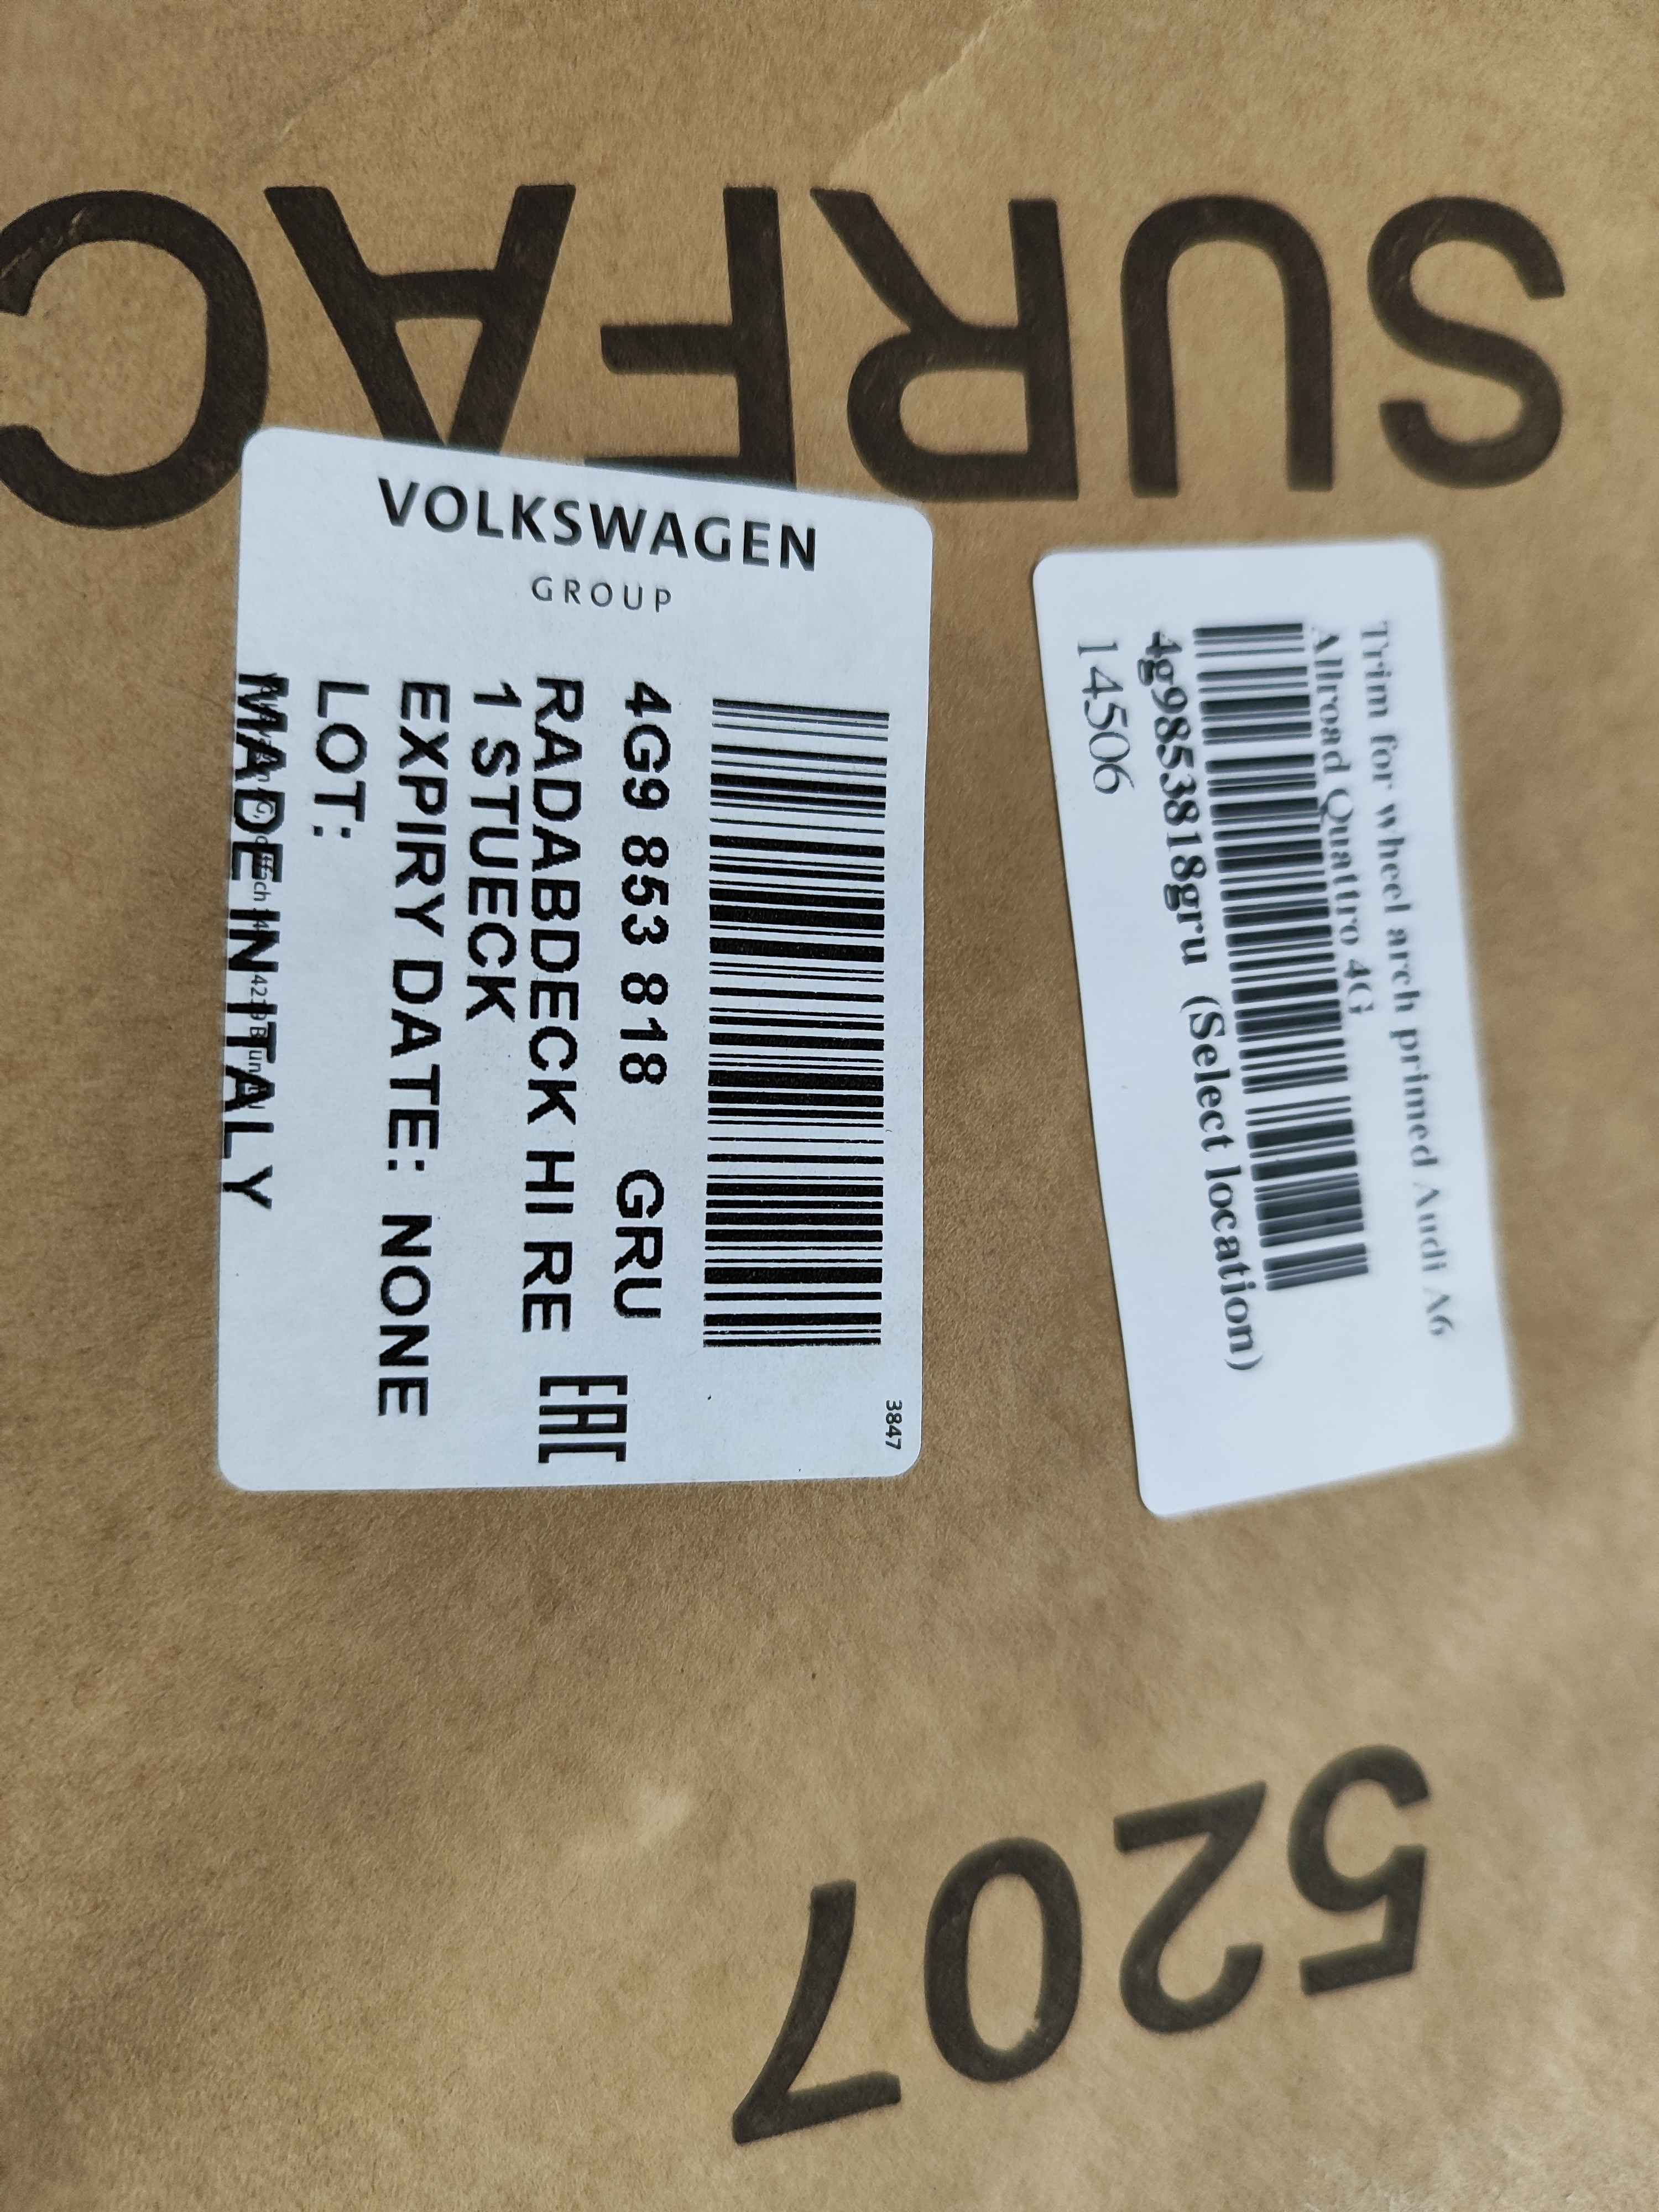 SURFAC
VOLKSWAGEN
GROUP
3847
4G9 853 818 GRU
RADABDECK HI RE
1 STUECK
EAC
EXPIRY DATE: NONE
LOT:
MADE IN ITALY
Trim for wheel arch primed Audi A6
Allroad Quattro 4G
4g9853818gru (Select location)
14506
5207